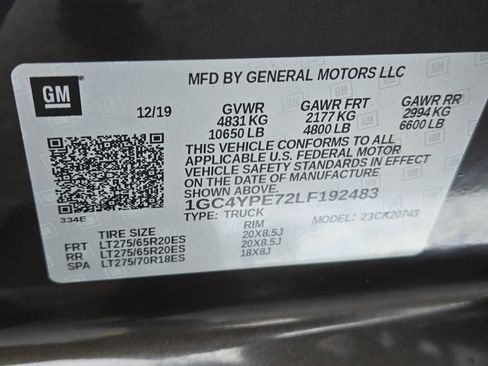 GM
MFD BY GENERAL MOTORS LLC
12/19 GVWR GAWR FRT GAWR RR
4831 KG 2177 KG 2994 KG
10650 LB 4800 LB 6600 LB
THIS VEHICLE CONFORMS TO ALL
APPLICABLE U.S. FEDERAL MOTOR
VEHICLE SAFETY STANDARDS IN EFFECT
ON THE DATE OF MANUFACTURE
SHOWN ABOVE.
1GC4YPE72LF192483
334E
TYPE: TRUCK MODEL: 23CK20743
TIRE SIZE RIM
FRT LT275/65R20ES 20X8.5J
RR LT275/65R20ES 20X8.5J
SPA LT275/70R18ES 18X8J